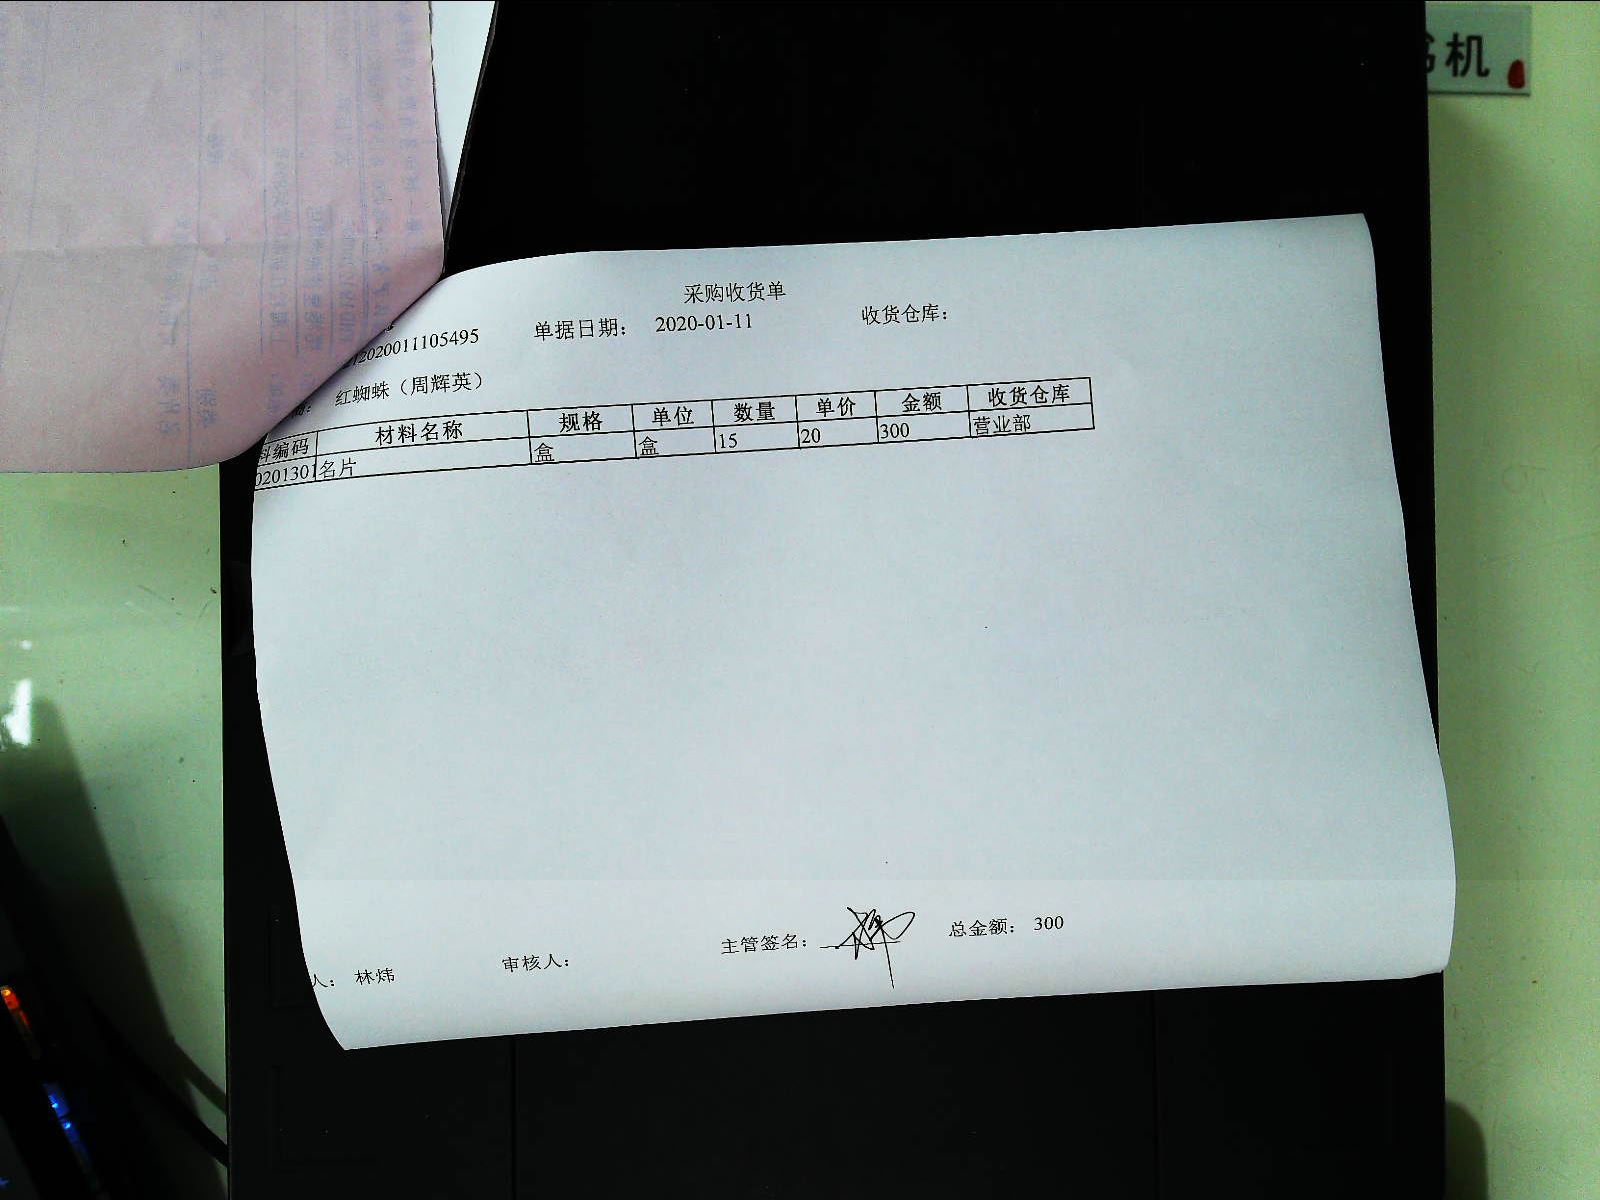 机
采购收货单
2020011105495 单据日期： 2020-01-11 收货仓库：
红蜘蛛（周辉英）
料编码 材料名称 规格 单位 数量 单价 金额 收货仓库
0201301 名片 盒 盒 15 20 300 营业部
人： 林炜 审核人： 主管签名： 总金额： 300